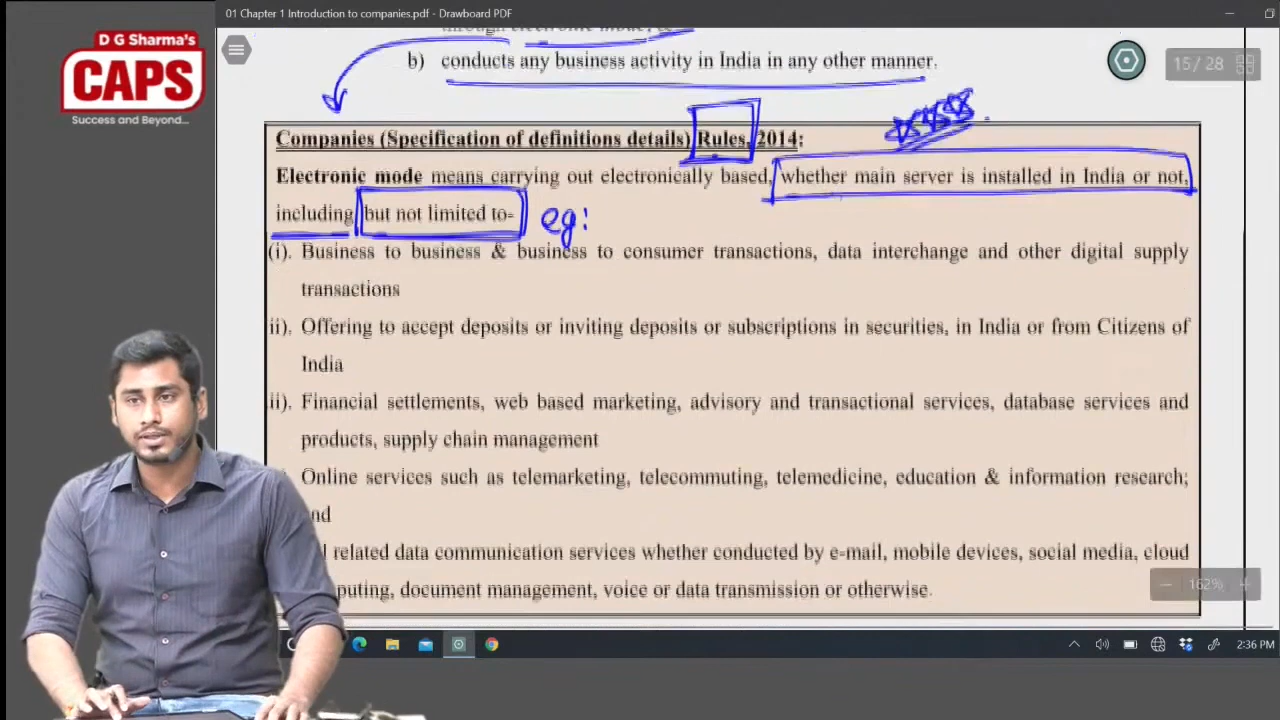 01 Chapter 1 Introduction to companies.pdf - Drawboard PDF
D G Sharma's
CAPS
Success and Beyond...
15 / 28
through electronic mode;
b) conducts any business activity in India in any other manner.
Companies (Specification of definitions details) Rules, 2014:
Electronic mode means carrying out electronically based, whether main server is installed in India or not,
including but not limited to- eg:
(i). Business to business & business to consumer transactions, data interchange and other digital supply
transactions
ii). Offering to accept deposits or inviting deposits or subscriptions in securities, in India or from Citizens of
India
ii). Financial settlements, web based marketing, advisory and transactional services, database services and
products, supply chain management
Online services such as telemarketing, telecommuting, telemedicine, education & information research;
nd
related data communication services whether conducted by e-mail, mobile devices, social media, cloud
puting, document management, voice or data transmission or otherwise.
162%
2:36 PM